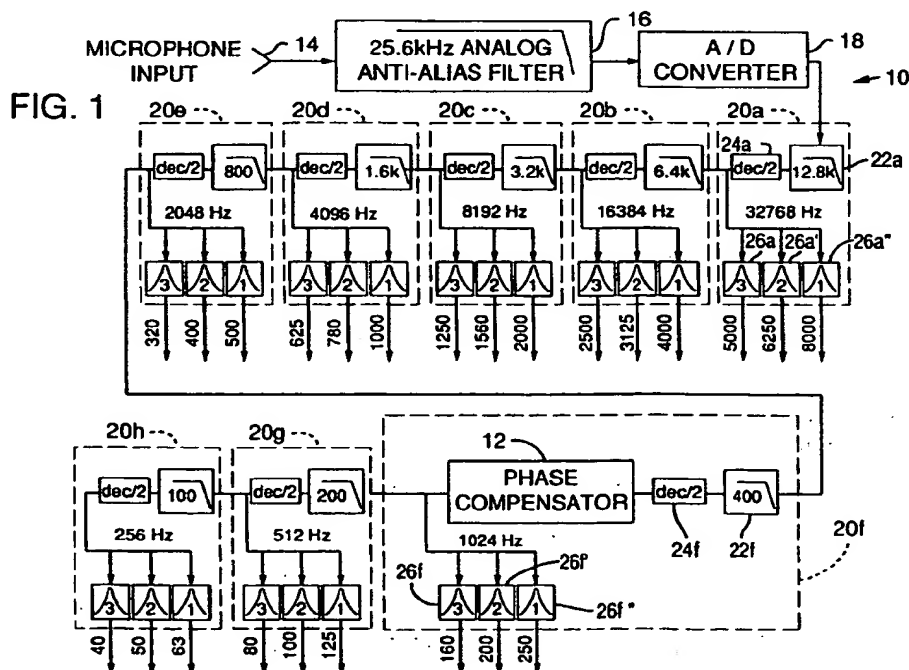 MICROPHONE INPUT
14
25.6kHz ANALOG ANTI-ALIAS FILTER
16
A / D CONVERTER
18
10
FIG. 1
20e
20d
20c
20b
20a
dec/2
800
dec/2
1.6k
dec/2
3.2k
dec/2
6.4k
24a
dec/2
12.8k
22a
2048 Hz
4096 Hz
8192 Hz
16384 Hz
32768 Hz
26a
26a'
26a"
3 2 1
3 2 1
3 2 1
3 2 1
3 2 1
320 400 500
625 780 1000
1250 1560 2000
2500 3125 4000
5000 6250 8000
20h
20g
12
dec/2
100
dec/2
200
PHASE COMPENSATOR
dec/2
400
24f
22f
20f
256 Hz
512 Hz
1024 Hz
26f
26f'
26f"
3 2 1
3 2 1
3 2 1
40 50 63
80 100 125
160 200 250